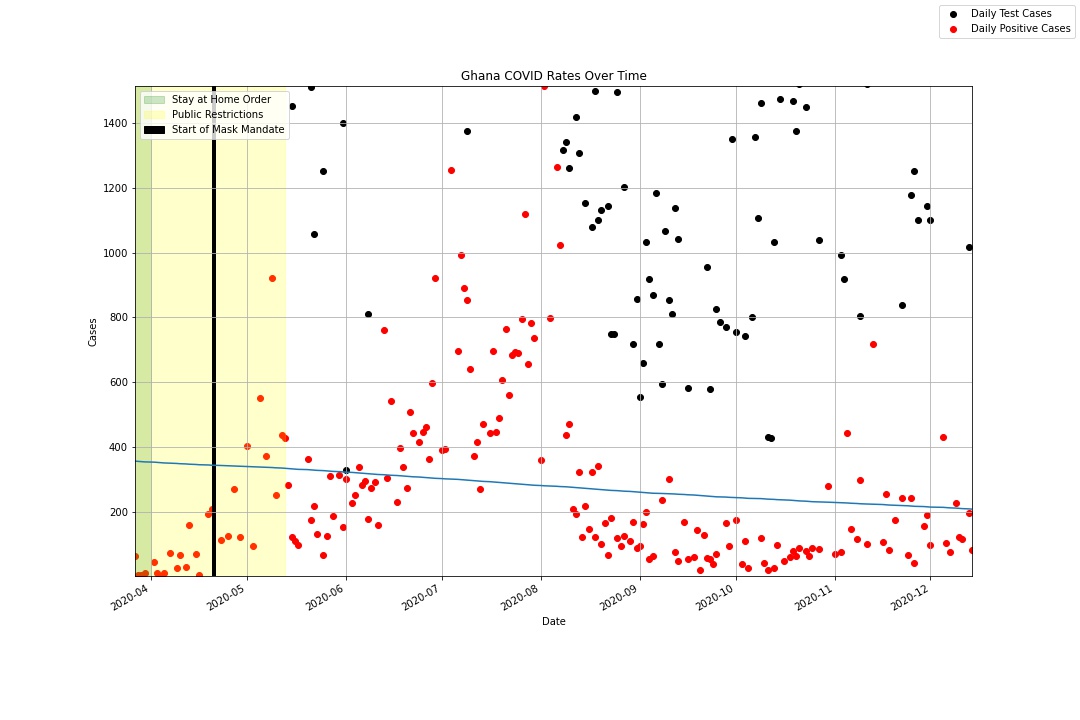 Daily Test Cases
Daily Positive Cases
Ghana COVID Rates Over Time
Stay at Home Order
Public Restrictions
Start of Mask Mandate
1400
1200
1000
800
600
400
200
Cases
2020-04
2020-05
2020-06
2020-07
2020-08
2020-09
2020-10
2020-11
2020-12
Date